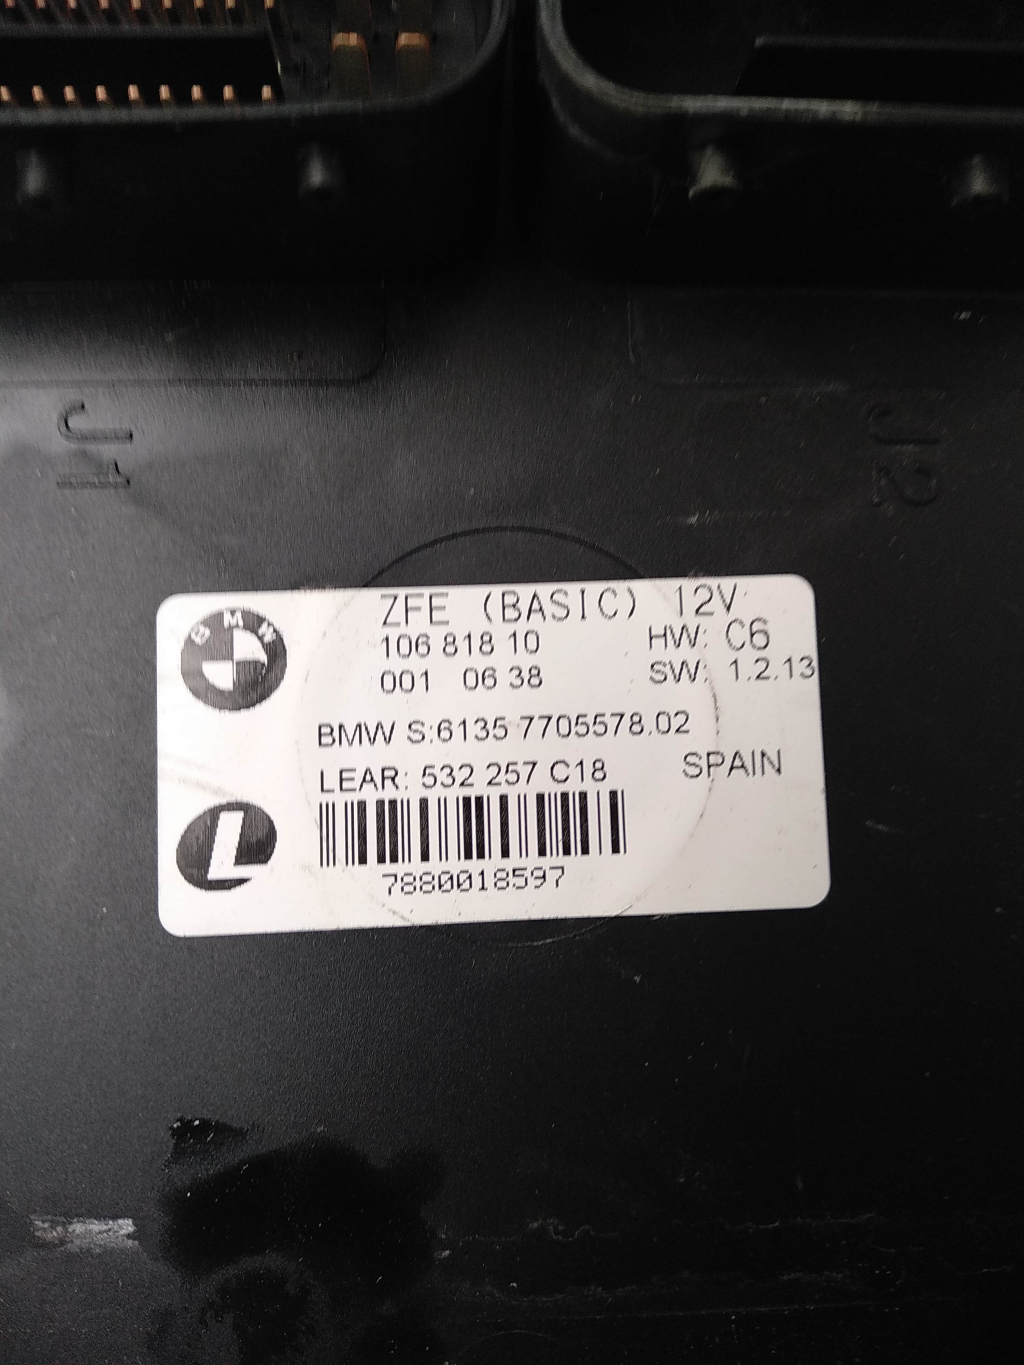 J1
J2
BMW
ZFE (BASIC) 12V
106 818 10 HW: C6
001 06 38 SW: 1.2.13
BMW S:6135 7705578.02
LEAR: 532 257 C18 SPAIN
L
7880018597